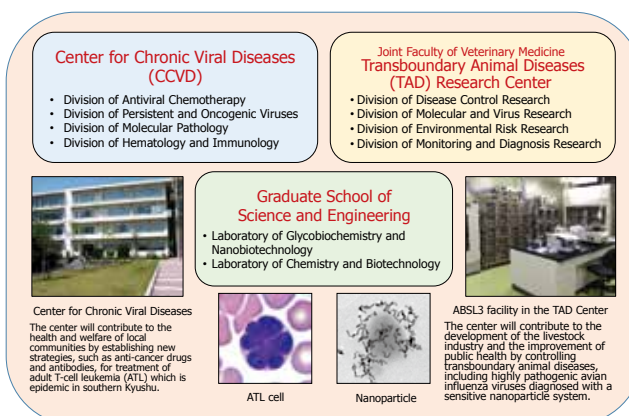 Center for Chronic Viral Diseases
(CCVD)
• Division of Antiviral Chemotherapy
• Division of Persistent and Oncogenic Viruses
• Division of Molecular Pathology
• Division of Hematology and Immunology
Joint Faculty of Veterinary Medicine
Transboundary Animal Diseases
(TAD) Research Center
• Division of Disease Control Research
• Division of Molecular and Virus Research
• Division of Environmental Risk Research
• Division of Monitoring and Diagnosis Research
Graduate School of
Science and Engineering
• Laboratory of Glycobiochemistry and
Nanobiotechnology
• Laboratory of Chemistry and Biotechnology
Center for Chronic Viral Diseases
The center will contribute to the
health and welfare of local
communities by establishing new
strategies, such as anti-cancer drugs
and antibodies, for treatment of
adult T-cell leukemia (ATL) which is
epidemic in southern Kyushu.
ATL cell
Nanoparticle
ABSL3 facility in the TAD Center
The center will contribute to the
development of the livestock
industry and the improvement of
public health by controlling
transboundary animal diseases,
including highly pathogenic avian
influenza viruses diagnosed with a
sensitive nanoparticle system.